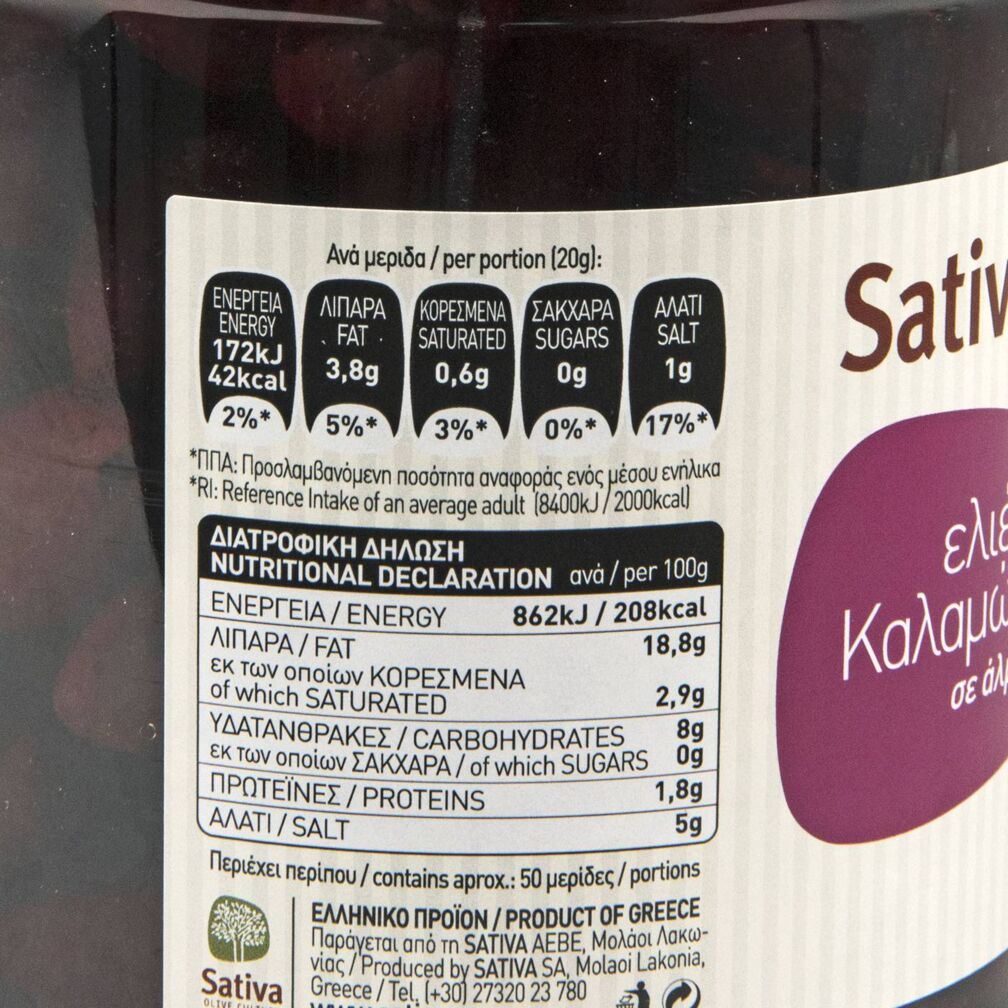 Ανά μεριδα / per portion (20g):
ΕΝΕΡΓΕΙΑ ΛΙΠΑΡΑ ΚΟΡΕΣΜΕΝΑ ΣΑΚΧΑΡΑ ΑΛΑΤΙ
ENERGY FAT SATURATED SUGARS SALT
172kJ
42kcal 3,8g 0,6g 0g 1g
2%* 5%* 3%* 0%* 17%*
*ΠΠΑ: Προσλαμβανόμενη ποσότητα αναφοράς ενός μέσου ενήλικα
*RI: Reference Intake of an average adult (8400kJ / 2000kcal)
ΔΙΑΤΡΟΦΙΚΗ ΔΗΛΩΣΗ
NUTRITIONAL DECLARATION ανά / per 100g
ΕΝΕΡΓΕΙΑ / ENERGY 862kJ / 208kcal
ΛΙΠΑΡΑ / FAT 18,8g
εκ των οποίων ΚΟΡΕΣΜΕΝΑ
of which SATURATED 2,9g
ΥΔΑΤΑΝΘΡΑΚΕΣ / CARBOHYDRATES 8g
εκ των οποίων ΣΑΚΧΑΡΑ / of which SUGARS 0g
ΠΡΩΤΕΪΝΕΣ / PROTEINS 1,8g
ΑΛΑΤΙ / SALT 5g
Περιέχει περίπου / contains aprox.: 50 μερίδες / portions
ΕΛΛΗΝΙΚΟ ΠΡΟΪΟΝ / PRODUCT OF GREECE
Παράγεται από τη SATIVA ΑΕΒΕ, Μολάοι Λακω-
νίας / Produced by SATIVA SA, Molaoi Lakonia,
Greece / Tel. (+30) 27320 23 780
Sativa
Sativ
ελιέ
Καλαμώ
σε άλμ